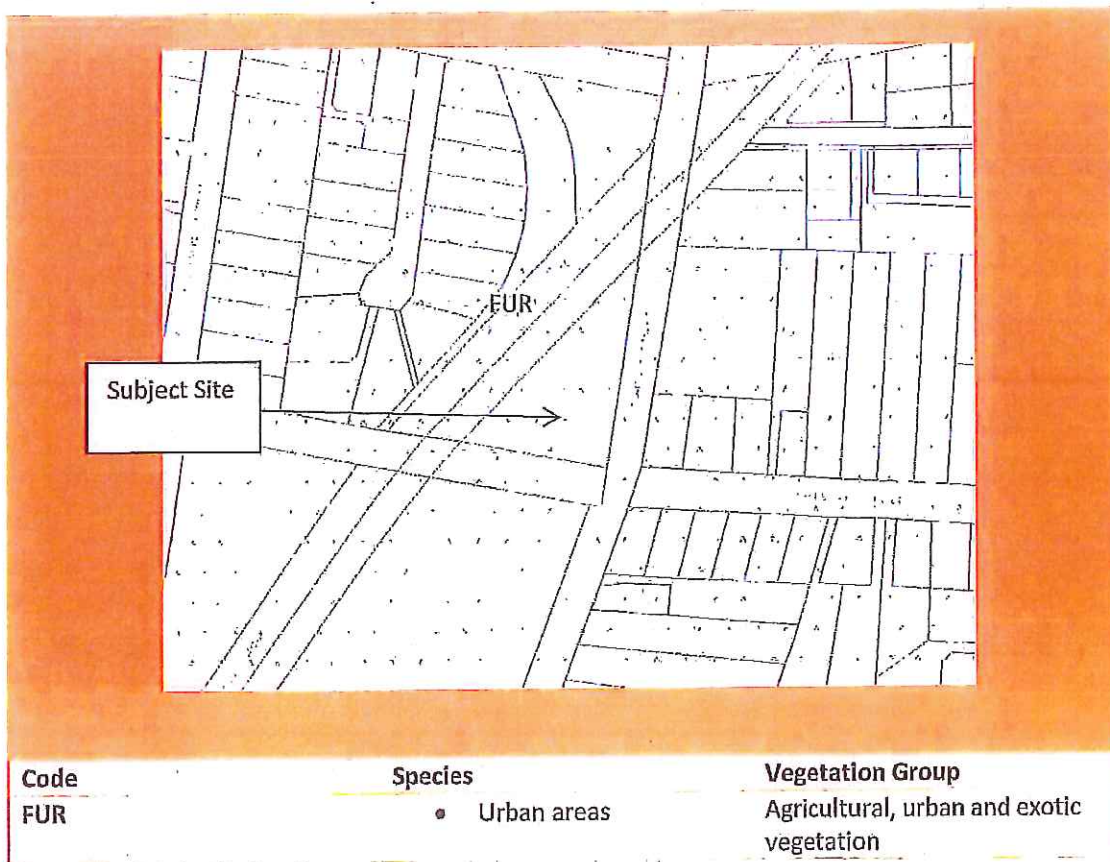 FUR
Subject Site
Code Species Vegetation Group
FUR • Urban areas Agricultural, urban and exotic
vegetation